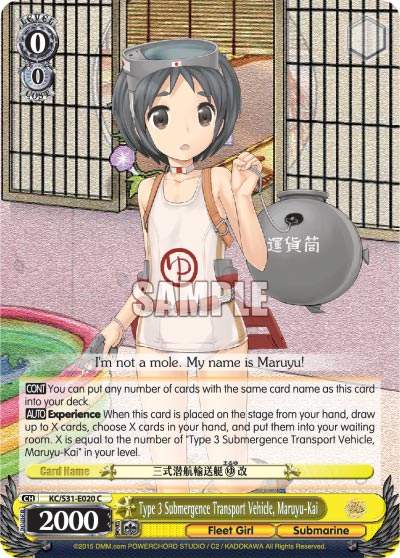 LEVEL
0
0
COST
ゆ
運貨筒
SAMPLE
I'm not a mole. My name is Maruyu!
CONT You can put any number of cards with the same card name as this card
into your deck.
AUTO Experience When this card is placed on the stage from your hand, draw
up to X cards, choose X cards in your hand, and put them into your waiting
room. X is equal to the number of "Type 3 Submergence Transport Vehicle,
Maruyu-Kai" in your level.
Card Name
三式潜航輸送艇 ゆ 改
CH KC/S31-E020 C
Type 3 Submergence Transport Vehicle, Maruyu-Kai
2000
Fleet Girl
Submarine
©2015 DMM.com POWERCHORD STUDIO / C2 / KADOKAWA All Rights Reserved.